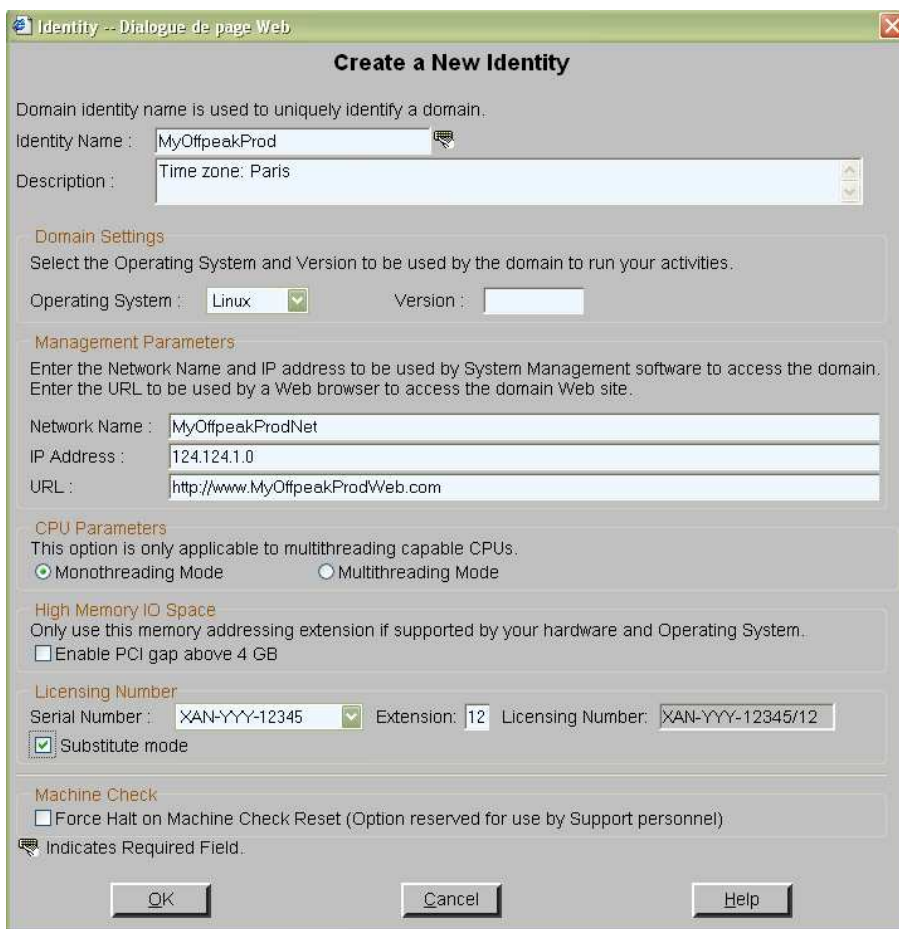 Identity -- Dialogue de page Web
Create a New Identity
Domain identity name is used to uniquely identify a domain.
Identity Name : MyOffpeakProd
Description : Time zone: Paris
Domain Settings
Select the Operating System and Version to be used by the domain to run your activities.
Operating System : Linux Version :
Management Parameters
Enter the Network Name and IP address to be used by System Management software to access the domain.
Enter the URL to be used by a Web browser to access the domain Web site.
Network Name : MyOffpeakProdNet
IP Address : 124.124.1.0
URL : http://www.MyOffpeakProdWeb.com
CPU Parameters
This option is only applicable to multithreading capable CPUs.
Monothreading Mode Multithreading Mode
High Memory IO Space
Only use this memory addressing extension if supported by your hardware and Operating System.
Enable PCI gap above 4 GB
Licensing Number
Serial Number : XAN-YYY-12345 Extension: 12 Licensing Number: XAN-YYY-12345/12
Substitute mode
Machine Check
Force Halt on Machine Check Reset (Option reserved for use by Support personnel)
Indicates Required Field.
OK Cancel Help